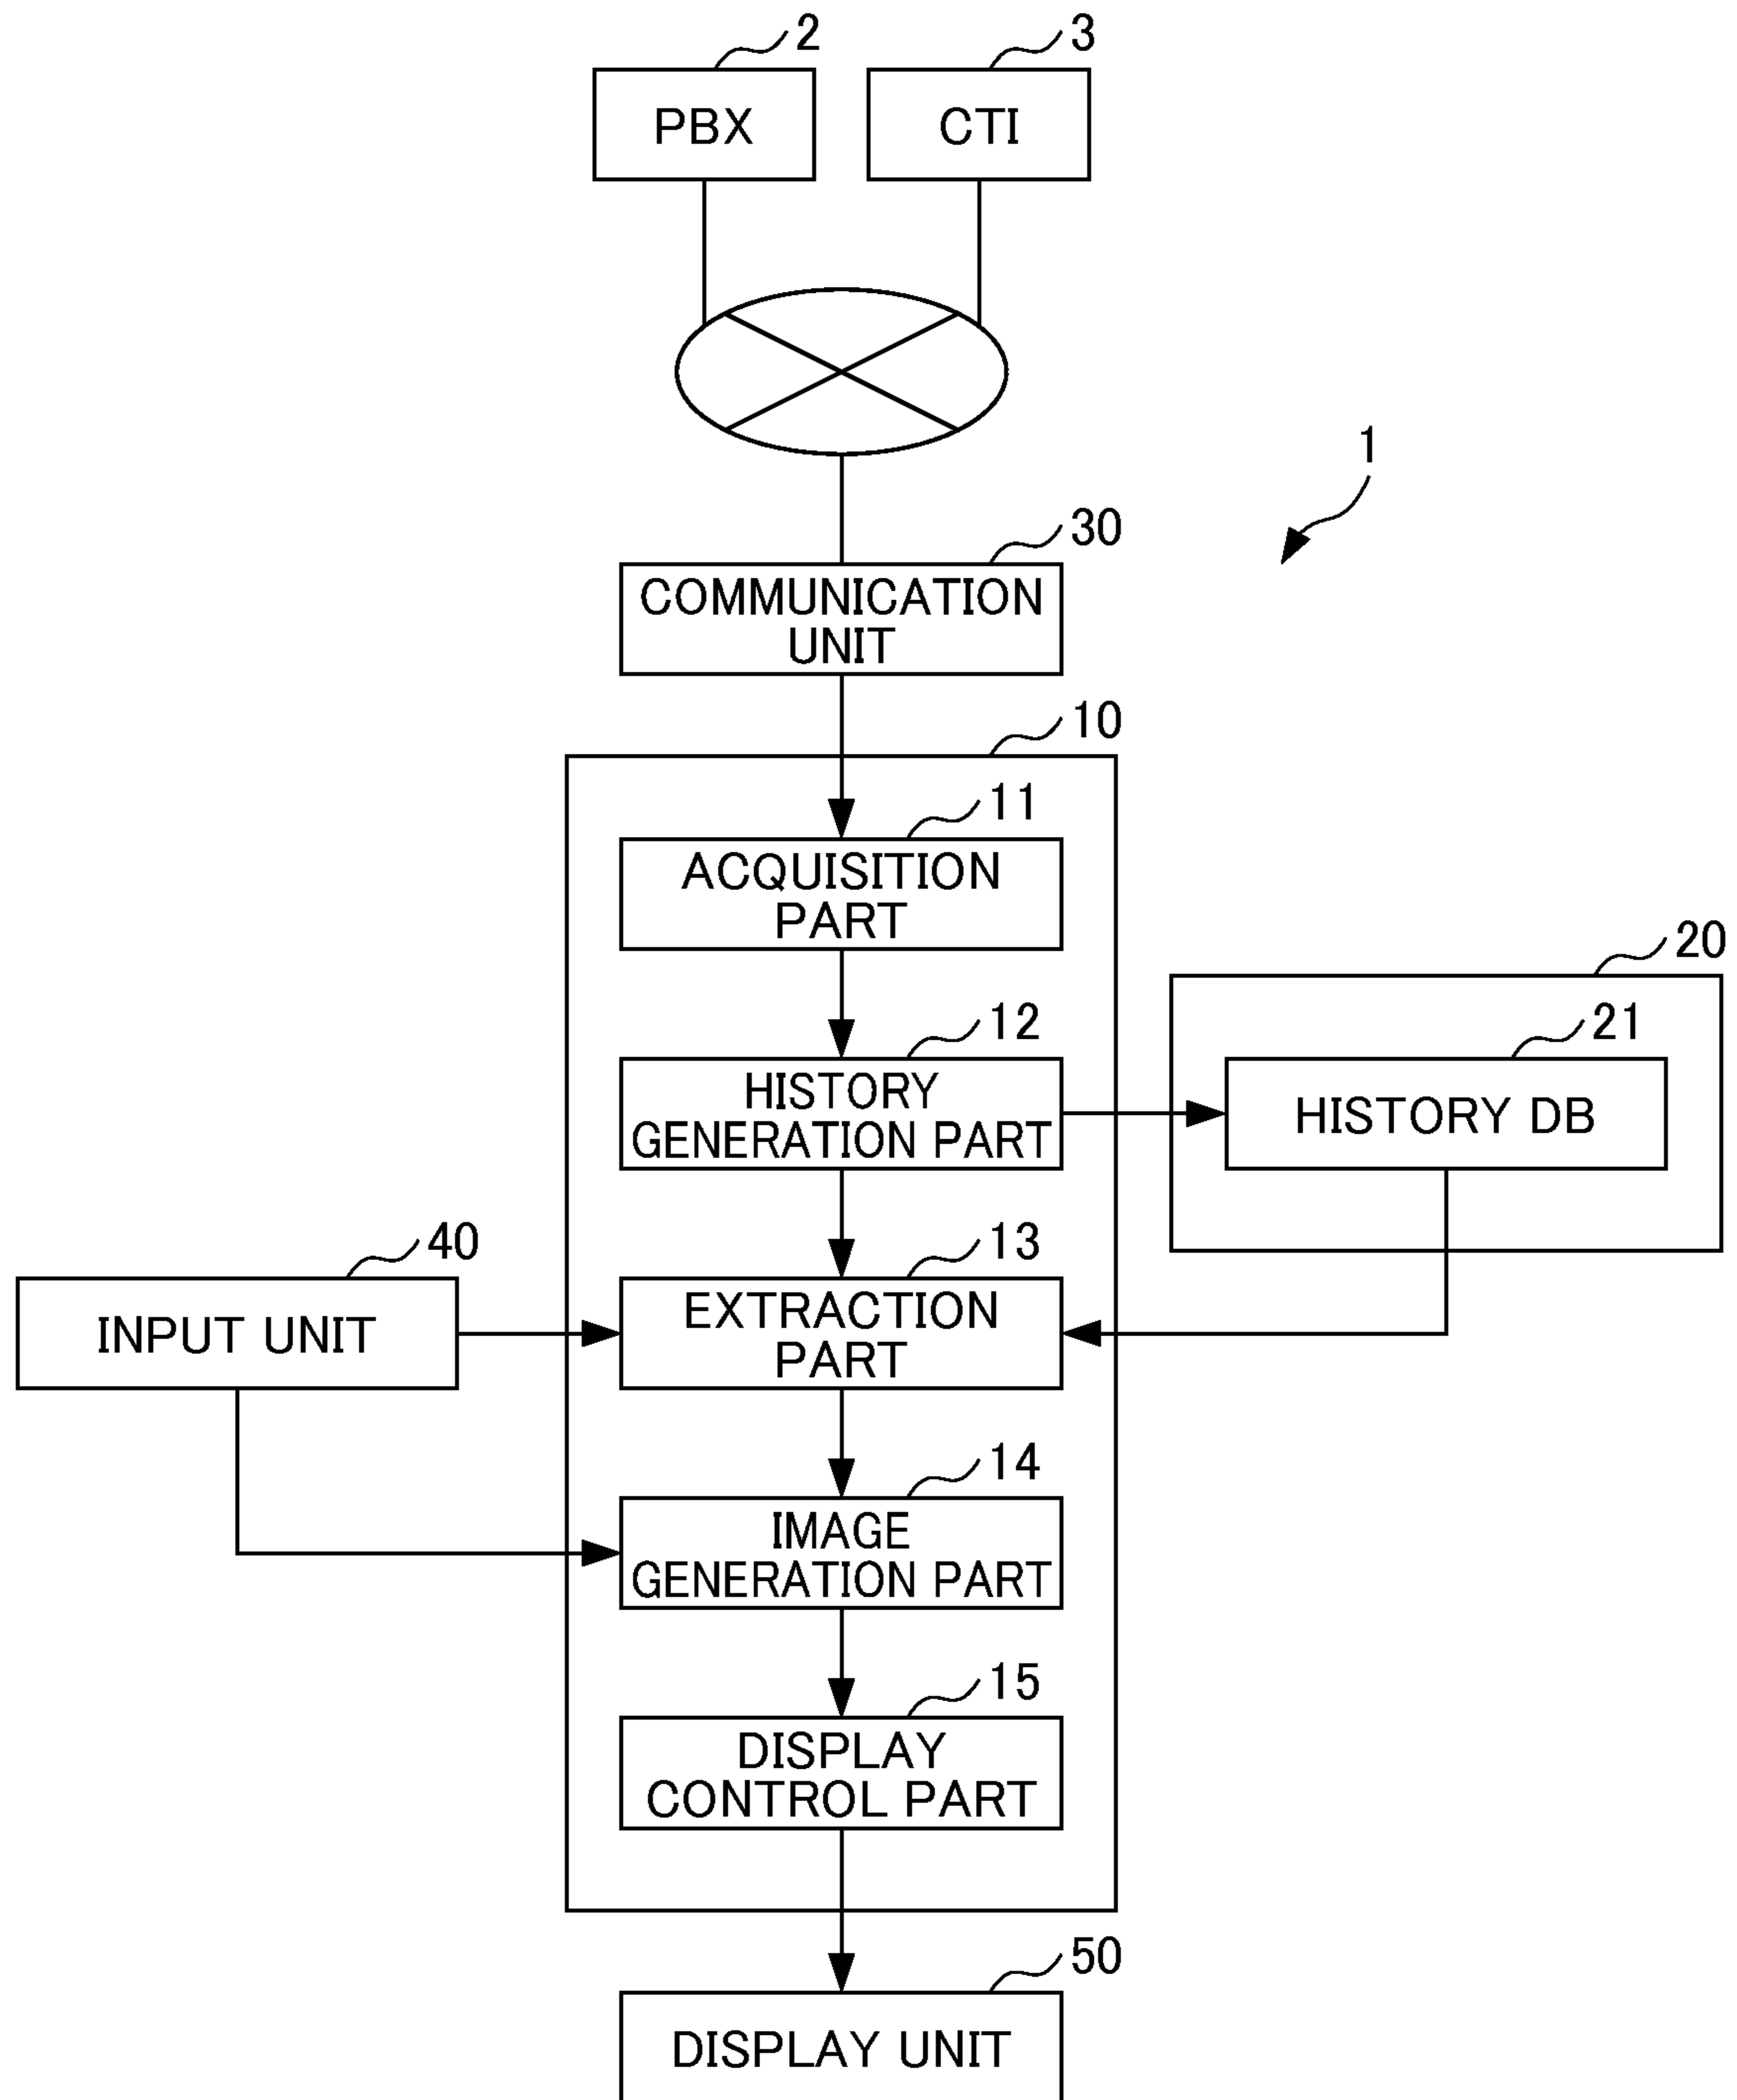 2
3
PBX
CTI
1
30
COMMUNICATION
UNIT
10
11
ACQUISITION
PART
20
12
21
HISTORY
GENERATION PART
HISTORY DB
40
13
INPUT UNIT
EXTRACTION
PART
14
IMAGE
GENERATION PART
15
DISPLAY
CONTROL PART
50
DISPLAY UNIT